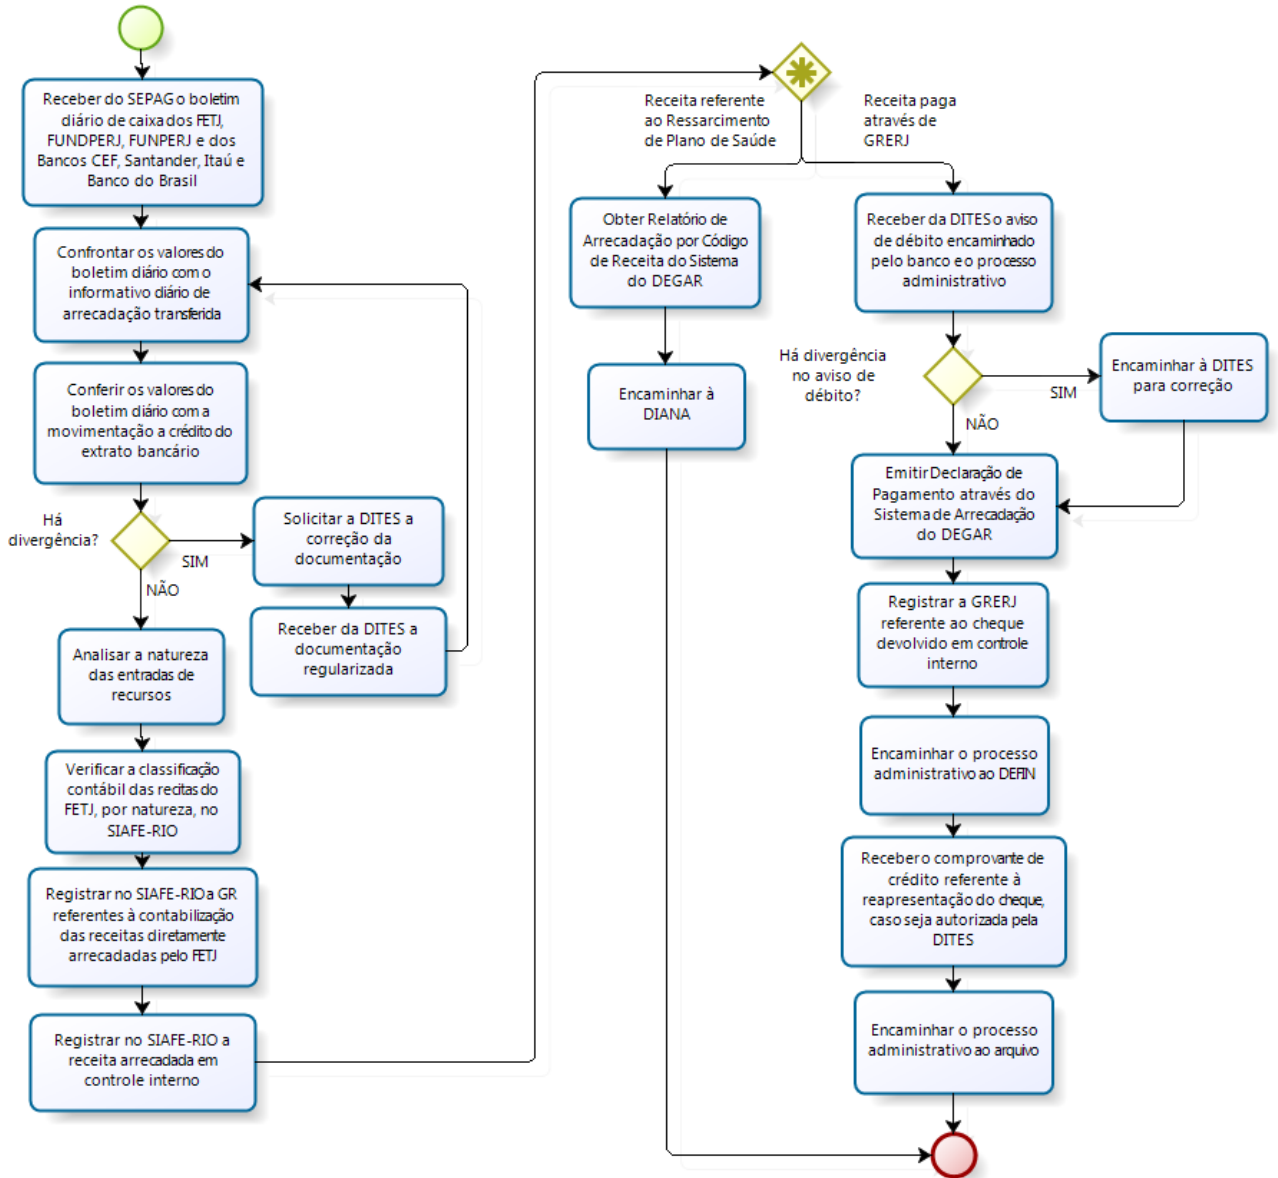 Receber do SEPAG o boletim
diário de caixa dos FETJ,
FUNDPERJ, FUNPERJ e dos
Bancos CEF, Santander, Itaú e
Banco do Brasil
Confrontar os valores do
boletim diário com o
informativo diário de
arrecadação transferida
Conferir os valores do
boletim diário com a
movimentação a crédito do
extrato bancário
Há
divergência?
SIM
NÃO
Solicitar a DITES a
correção da
documentação
Receber da DITES a
documentação
regularizada
Analisar a natureza
das entradas de
recursos
Verificar a classificação
contábil das recitas do
FETJ, por natureza, no
SIAFE-RIO
Registrar no SIAFE-RIO a GR
referentes à contabilização
das receitas diretamente
arrecadadas pelo FETJ
Registrar no SIAFE-RIO a
receita arrecadada em
controle interno
Receita referente
ao Ressarcimento
de Plano de Saúde
Receita paga
através de
GRERJ
Obter Relatório de
Arrecadação por Código
de Receita do Sistema
do DEGAR
Encaminhar à
DIANA
Receber da DITES o aviso
de débito encaminhado
pelo banco e o processo
administrativo
Há divergência
no aviso de
débito?
SIM
NÃO
Encaminhar à DITES
para correção
Emitir Declaração de
Pagamento através do
Sistema de Arrecadação
do DEGAR
Registrar a GRERJ
referente ao cheque
devolvido em controle
interno
Encaminhar o processo
administrativo ao DEFIN
Receber o comprovante de
crédito referente à
reapresentação do cheque,
caso seja autorizada pela
DITES
Encaminhar o processo
administrativo ao arquivo